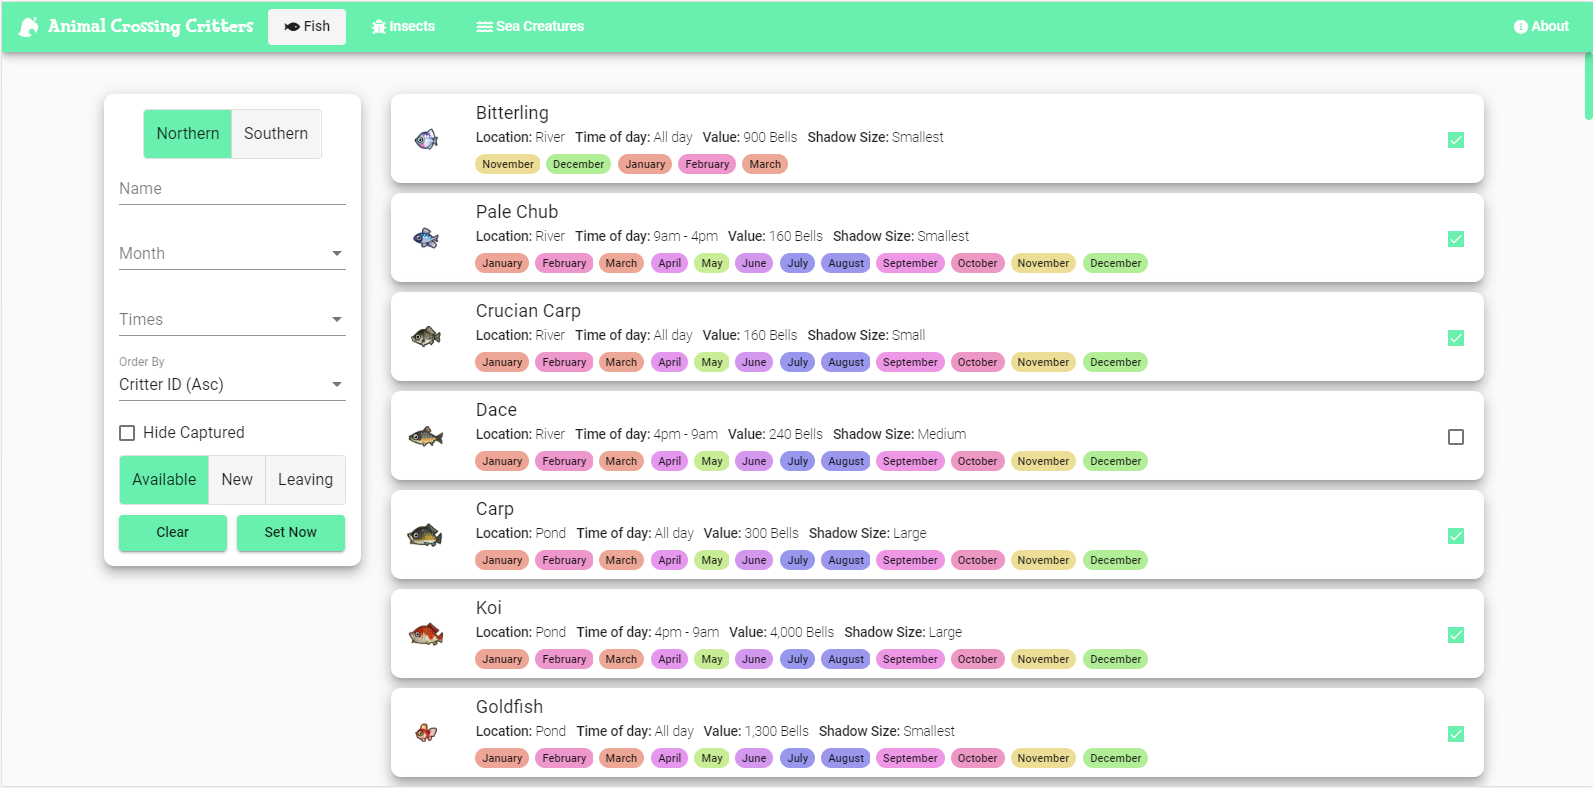 Animal Crossing Critters Fish Insects Sea Creatures About
Northern Southern
Name
Month
Times
Order By
Critter ID (Asc)
Hide Captured
Available New Leaving
Clear Set Now
Bitterling
Location: River Time of day: All day Value: 900 Bells Shadow Size: Smallest
November December January February March
Pale Chub
Location: River Time of day: 9am - 4pm Value: 160 Bells Shadow Size: Smallest
January February March April May June July August September October November December
Crucian Carp
Location: River Time of day: All day Value: 160 Bells Shadow Size: Small
January February March April May June July August September October November December
Dace
Location: River Time of day: 4pm - 9am Value: 240 Bells Shadow Size: Medium
January February March April May June July August September October November December
Carp
Location: Pond Time of day: All day Value: 300 Bells Shadow Size: Large
January February March April May June July August September October November December
Koi
Location: Pond Time of day: 4pm - 9am Value: 4,000 Bells Shadow Size: Large
January February March April May June July August September October November December
Goldfish
Location: Pond Time of day: All day Value: 1,300 Bells Shadow Size: Smallest
January February March April May June July August September October November December